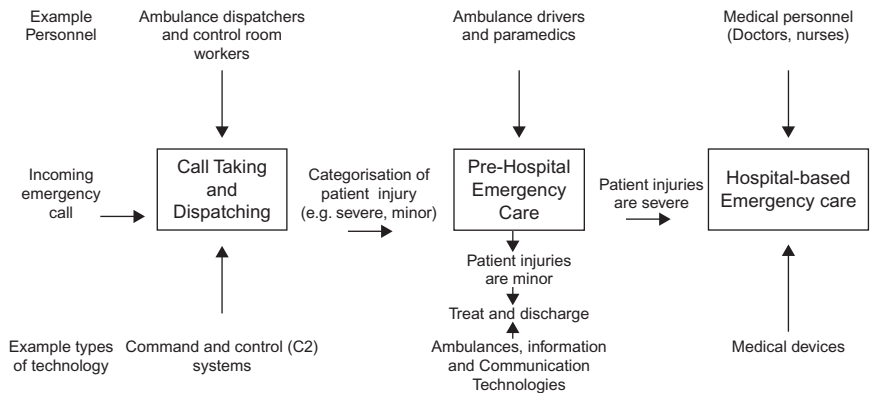 Example
Personnel
Ambulance dispatchers
and control room
workers
Ambulance drivers
and paramedics
Medical personnel
(Doctors, nurses)
Incoming
emergency
call
Call Taking
and
Dispatching
Categorisation of
patient injury
(e.g. severe, minor)
Pre-Hospital
Emergency
Care
Patient injuries
are severe
Hospital-based
Emergency care
Patient injuries
are minor
Treat and discharge
Example types
of technology
Command and control (C2)
systems
Ambulances, information
and Communication
Technologies
Medical devices